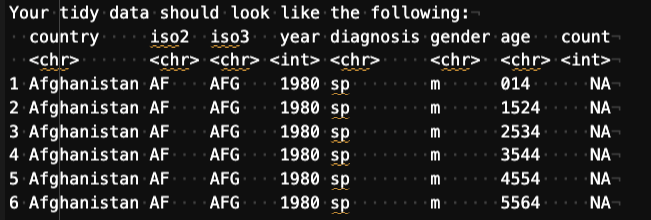 Your tidy data should look like the following:
country iso2 iso3 year diagnosis gender age count
<chr> <chr> <chr> <int> <chr> <chr> <chr> <int>
1 Afghanistan AF AFG 1980 sp m 014 NA
2 Afghanistan AF AFG 1980 sp m 1524 NA
3 Afghanistan AF AFG 1980 sp m 2534 NA
4 Afghanistan AF AFG 1980 sp m 3544 NA
5 Afghanistan AF AFG 1980 sp m 4554 NA
6 Afghanistan AF AFG 1980 sp m 5564 NA